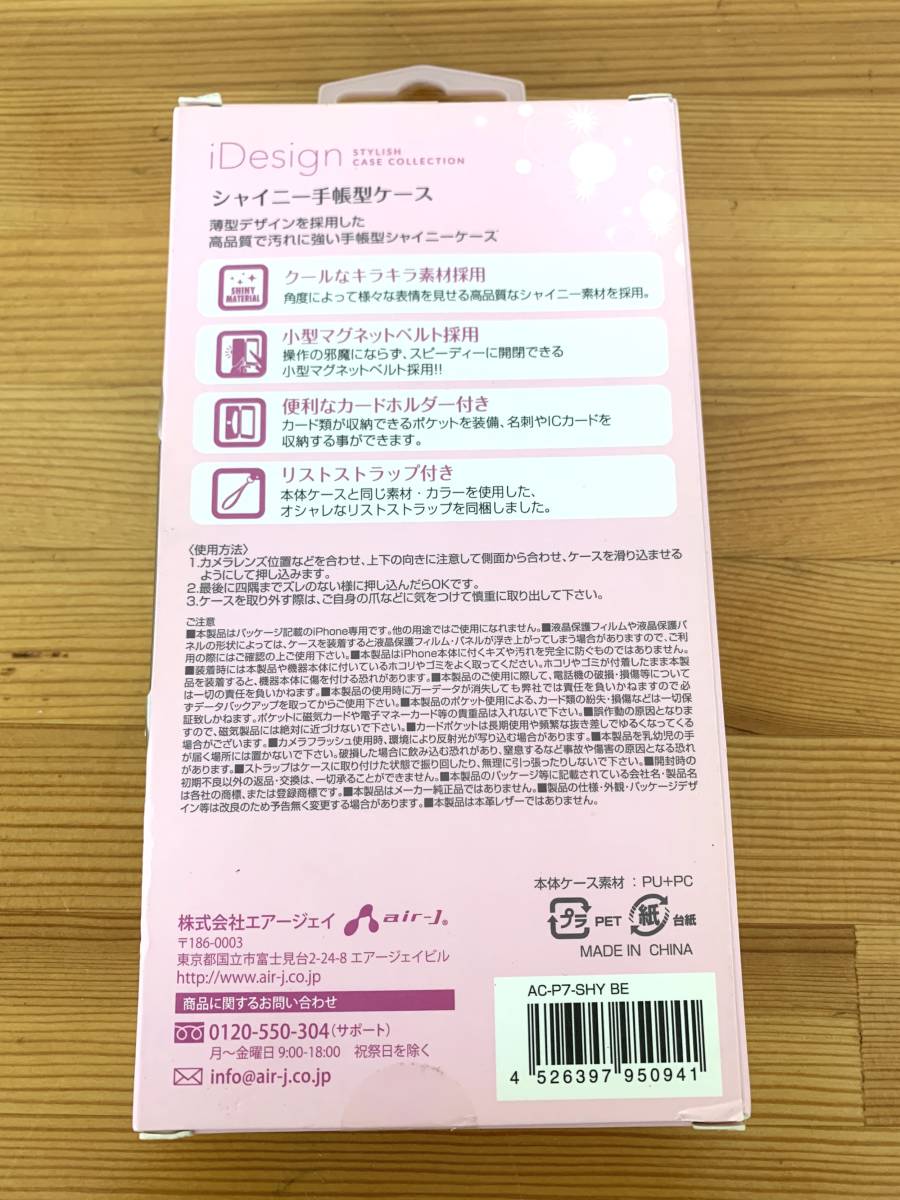 iDesign STYLISH CASE COLLECTION
シャイニー手帳型ケース
薄型デザインを採用した
高品質で汚れに強い手帳型シャイニーケース
SHINY MATERIAL
クールなキラキラ素材採用
角度によって様々な表情を見せる高品質なシャイニー素材を採用。
小型マグネットベルト採用
操作の邪魔にならず、スピーディーに開閉できる
小型マグネットベルト採用!!
便利なカードホルダー付き
カード類が収納できるポケットを装備、名刺やICカードを
収納する事ができます。
リストストラップ付き
本体ケースと同じ素材・カラーを使用した、
オシャレなリストストラップを同梱しました。
〈使用方法〉
1.カメラレンズ位置などを合わせ、上下の向きに注意して側面から合わせ、ケースを滑り込ませる
ようにして押し込みます。
2.最後に四隅までズレのない様に押し込んだらOKです。
3.ケースを取り外す際は、ご自身の爪などに気をつけて慎重に取り出して下さい。
ご注意
■本製品はパッケージ記載のiPhone専用です。他の用途ではご使用になれません。■液晶保護フィルムや液晶保護パ
ネルの形状によっては、ケースを装着すると液晶保護フィルム・パネルが浮き上がってしまう場合がありますので、ご利
用の際にはご確認の上ご使用下さい。■本製品はiPhone本体に付くキズや汚れを完全に防ぐものではありません。
■装着時には本製品や機器本体に付いているホコリやゴミをよく取ってください。ホコリやゴミが付着したまま本製
品を装着すると、機器本体に傷を付ける恐れがあります。■本製品のご使用に際して、電話機の破損・損傷等について
は一切の責任を負いかねます。■本製品の使用時に万一データが消失しても弊社では責任を負いかねますので必
ずデータバックアップを取ってからご使用下さい。■本製品のポケット使用による、カード類の紛失・損傷などは一切保
証致しかねます。ポケットに磁気カードや電子マネーカード等の貴重品は入れないで下さい。■誤作動の原因となりま
すので、磁気製品には絶対に近づけないで下さい。■カードポケットは長期使用や頻繁な抜き差しでゆるくなってくる
場合がございます。■カメラフラッシュ使用時、環境により反射光が写り込む場合があります。■本製品を乳幼児の手
が届く場所には置かないで下さい。破損した場合に飲み込む恐れがあり、窒息するなど事故や傷害の原因となる恐れ
があります。■ストラップはケースに取り付けた状態で振り回したり、無理に引っ張ったりしないで下さい。■開封時の
初期不良以外の返品・交換は、一切承ることができません。■本製品のパッケージ等に記載されている会社名・製品名
は各社の商標、または登録商標です。■本製品はメーカー純正品ではありません。■製品の仕様・外観・パッケージデザ
イン等は改良のため予告無く変更する場合があります。■本製品は本革レザーではありません。
本体ケース素材 : PU+PC
プラ PET 紙 台紙
MADE IN CHINA
株式会社エアージェイ air-J®
〒186-0003
東京都国立市富士見台2-24-8 エアージェイビル
http://www.air-j.co.jp
商品に関するお問い合わせ
0120-550-304(サポート)
月〜金曜日 9:00-18:00 祝祭日を除く
info@air-j.co.jp
AC-P7-SHY BE
4 526397 950941